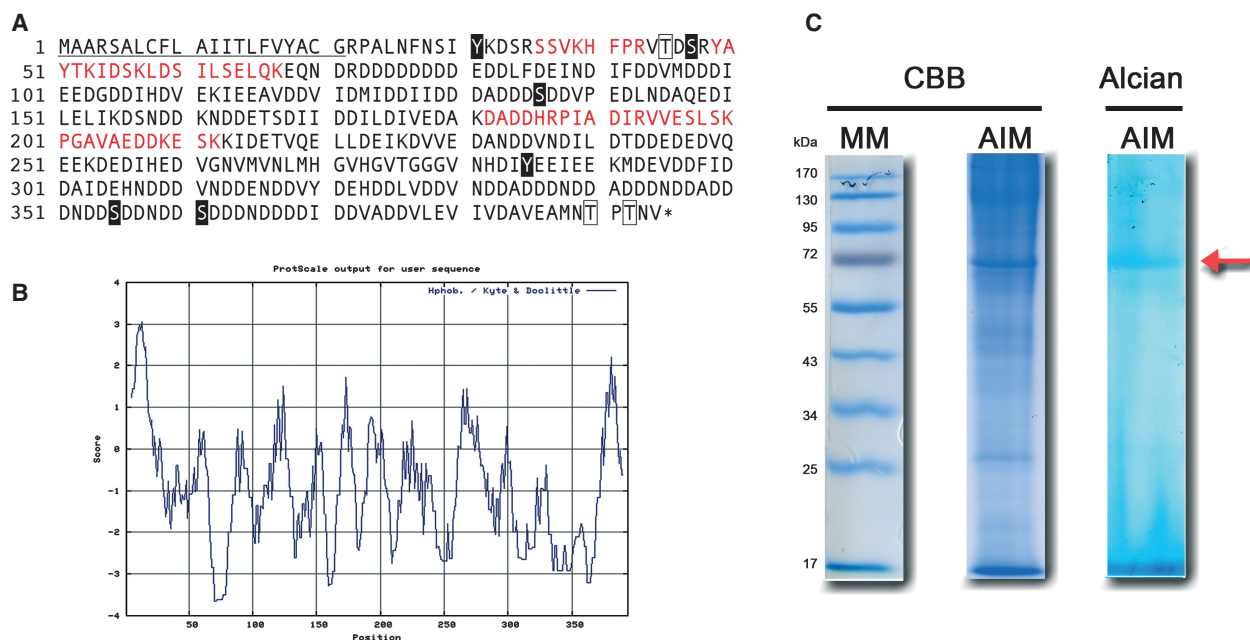 A
1 MAARSALCFL AIITLFVYAC GRPALNFNSI YKDSRSSVKH FPRVTDSRYA
51 YTKIDSKLDS ILSELQKEQN DRDDDDDDDD EDDLFDEIND IFDDVMDDDI
101 EEDGDDIHDV EKIEEAVDDV IDMIDDIIDD DADDDSDDVP EDLNDAQEDI
151 LELIKDSNDD KNDDETSDII DDILDIVEDA KDADDHRPIA DIRVVESLSK
201 PGAVAEDDKE SKKIDETVQE LLDEIKDVVE DANDDVNDIL DTDDEDEDVQ
251 EEKDEDIHED VGNVMVNLMH GVHGVTGGGV NHDIYEEIEE KMDEVDDFID
301 DAIDEHNDDD VNDDENDDVY DEHDDLVDDV NDDADDDNDD ADDDNDDADD
351 DNDDSDDNDD SDDDNDDDDI DDVADDVLEV IVDAVEAMNT PTNV*
B
ProtScale output for user sequence
Hphob. / Kyte & Doolittle
4
3
2
1
0
-1
-2
-3
-4
Score
50 100 150 200 250 300 350
Position
C
CBB Alcian
kDa MM AIM AIM
170
130
95
72
55
43
34
25
17